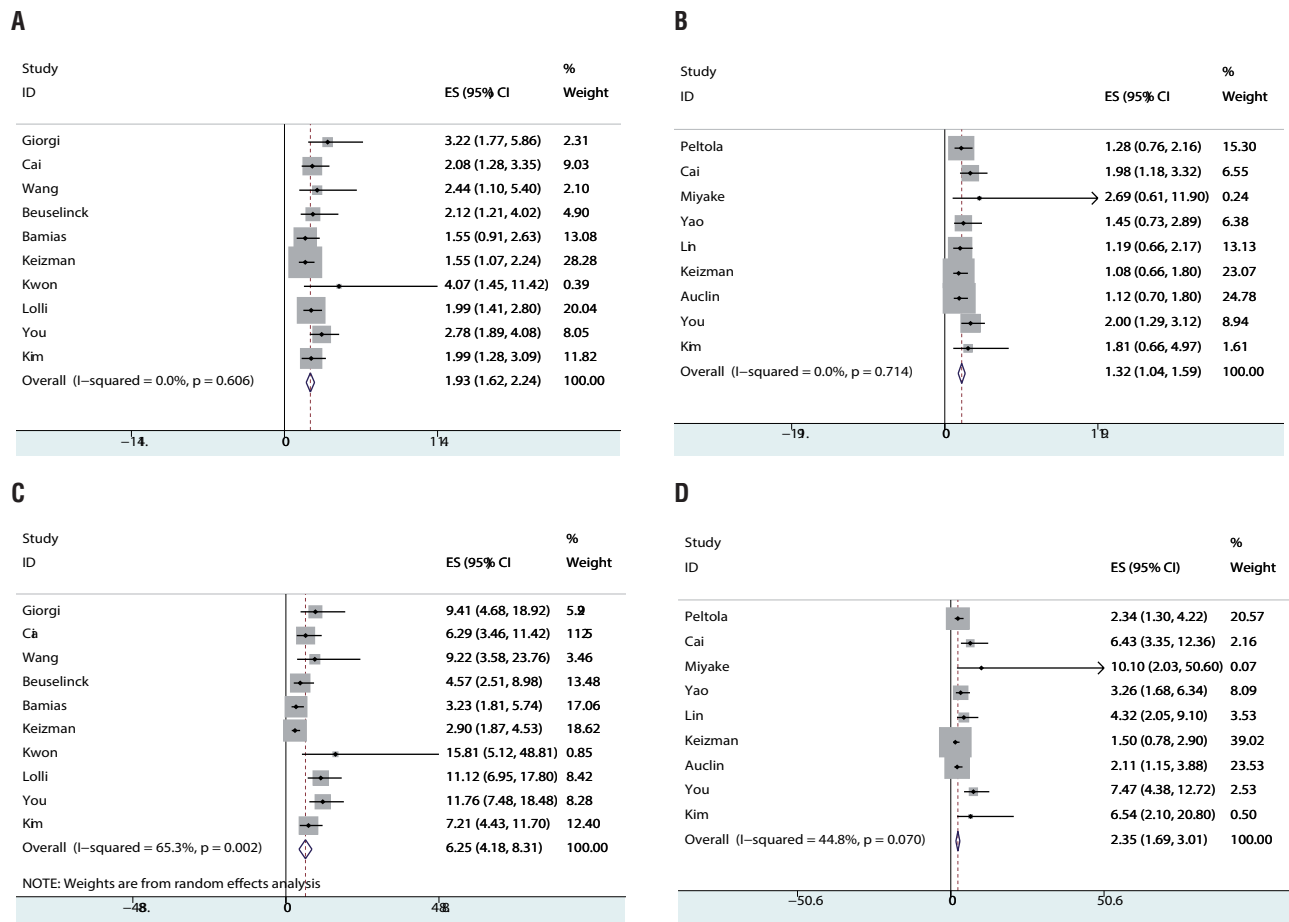 A
Study %
ID ES (95%) CI Weight
Giorgi 3.22 (1.77, 5.86) 2.31
Cai 2.08 (1.28, 3.35) 9.03
Wang 2.44 (1.10, 5.40) 2.10
Beuselinck 2.12 (1.21, 4.02) 4.90
Bamias 1.55 (0.91, 2.63) 13.08
Keizman 1.55 (1.07, 2.24) 28.28
Kwon 4.07 (1.45, 11.42) 0.39
Lolli 1.99 (1.41, 2.80) 20.04
You 2.78 (1.89, 4.08) 8.05
Kim 1.99 (1.28, 3.09) 11.82
Overall (I−squared = 0.0%, p = 0.606) 1.93 (1.62, 2.24) 100.00
0
B
Study %
ID ES (95% CI Weight
Peltola 1.28 (0.76, 2.16) 15.30
Cai 1.98 (1.18, 3.32) 6.55
Miyake 2.69 (0.61, 11.90) 0.24
Yao 1.45 (0.73, 2.89) 6.38
Lin 1.19 (0.66, 2.17) 13.13
Keizman 1.08 (0.66, 1.80) 23.07
Auclin 1.12 (0.70, 1.80) 24.78
You 2.00 (1.29, 3.12) 8.94
Kim 1.81 (0.66, 4.97) 1.61
Overall (I−squared = 0.0%, p = 0.714) 1.32 (1.04, 1.59) 100.00
0
C
Study %
ID ES (95% CI Weight
Giorgi 9.41 (4.68, 18.92)
6.29 (3.46, 11.42)
Wang 9.22 (3.58, 23.76) 3.46
Beuselinck 4.57 (2.51, 8.98) 13.48
Bamias 3.23 (1.81, 5.74) 17.06
Keizman 2.90 (1.87, 4.53) 18.62
Kwon 15.81 (5.12, 48.81) 0.85
Lolli 11.12 (6.95, 17.80) 8.42
You 11.76 (7.48, 18.48) 8.28
Kim 7.21 (4.43, 11.70) 12.40
Overall (I−squared = 65.3%, p = 0.002) 6.25 (4.18, 8.31) 100.00
NOTE: Weights are from random effects analysis
0
D
Study %
ID ES (95% CI) Weight
Peltola 2.34 (1.30, 4.22) 20.57
Cai 6.43 (3.35, 12.36) 2.16
Miyake 10.10 (2.03, 50.60) 0.07
Yao 3.26 (1.68, 6.34) 8.09
Lin 4.32 (2.05, 9.10) 3.53
Keizman 1.50 (0.78, 2.90) 39.02
Auclin 2.11 (1.15, 3.88) 23.53
You 7.47 (4.38, 12.72) 2.53
Kim 6.54 (2.10, 20.80) 0.50
Overall (I−squared = 44.8%, p = 0.070) 2.35 (1.69, 3.01) 100.00
−50.6 0 50.6